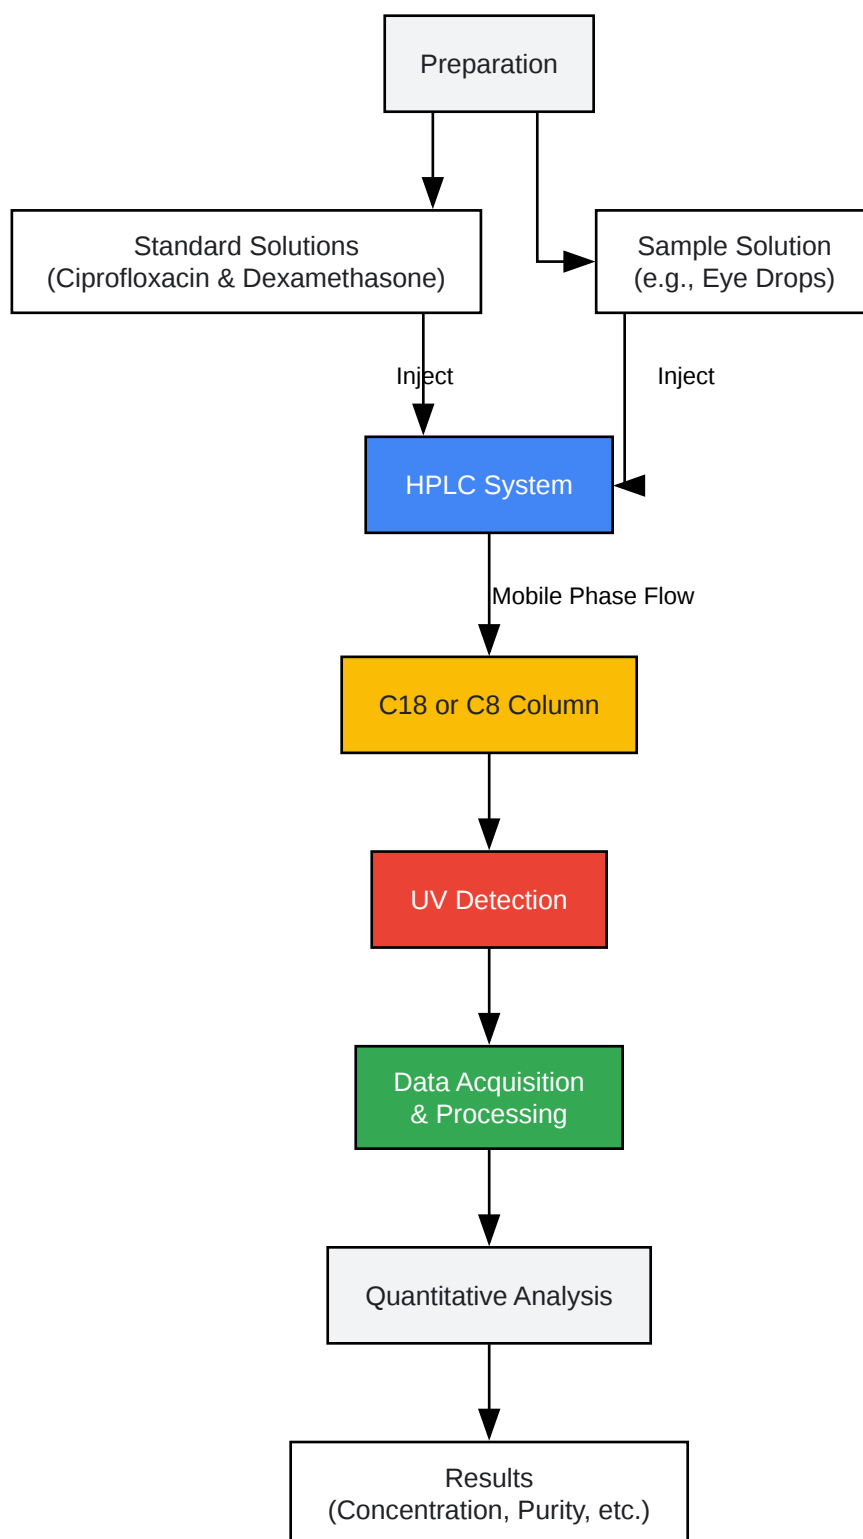 Preparation
Standard Solutions
(Ciprofloxacin & Dexamethasone)
Sample Solution
(e.g., Eye Drops)
Inject
Inject
HPLC System
Mobile Phase Flow
C18 or C8 Column
UV Detection
Data Acquisition
& Processing
Quantitative Analysis
Results
(Concentration, Purity, etc.)